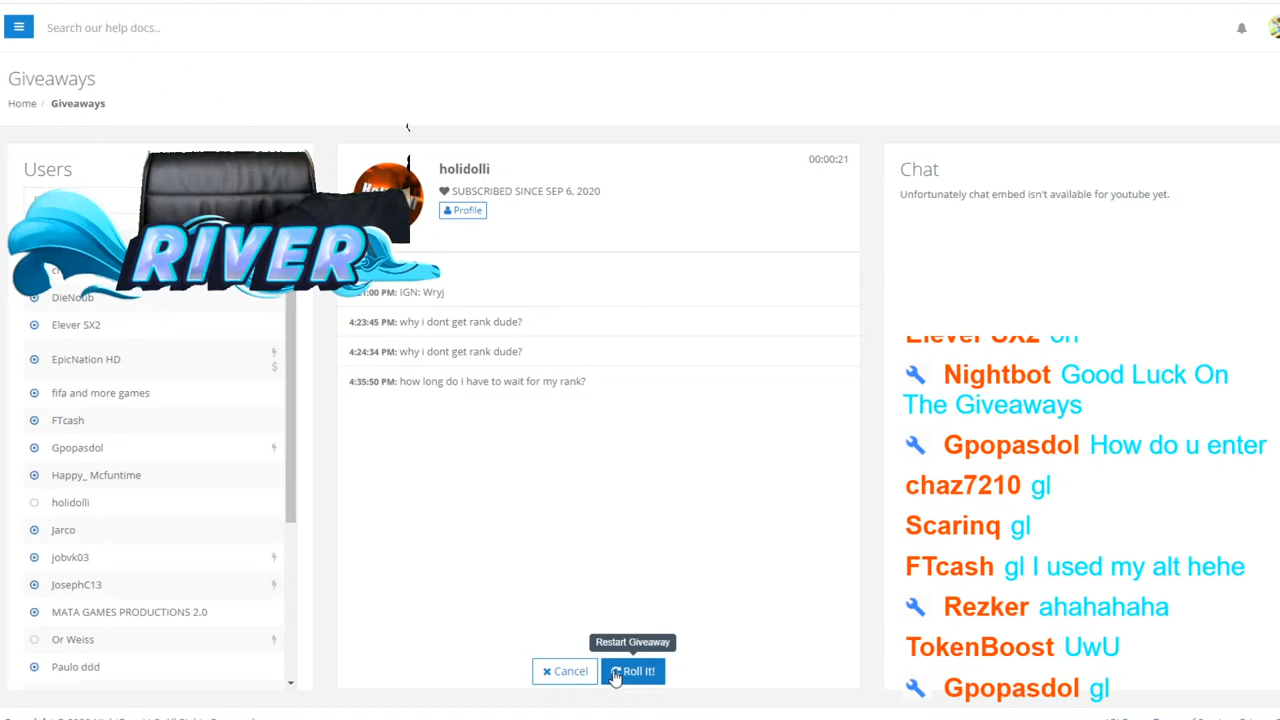 Search our help docs..
Giveaways
Home / Giveaways
Users
RIVER
DieNoub
Elever SX2
EpicNation HD
$
fifa and more games
FTcash
Gpopasdol
Happy_ Mcfuntime
holidolli
Jarco
jobvk03
JosephC13
MATA GAMES PRODUCTIONS 2.0
Or Weiss
Paulo ddd
holidolli
00:00:21
SUBSCRIBED SINCE SEP 6, 2020
Profile
IGN: Wryj
4:23:45 PM: why i dont get rank dude?
4:24:34 PM: why i dont get rank dude?
4:35:50 PM: how long do i have to wait for my rank?
Restart Giveaway
Cancel
Roll It!
Chat
Unfortunately chat embed isn't available for youtube yet.
Elever SX2 on
Nightbot Good Luck On
The Giveaways
Gpopasdol How do u enter
chaz7210 gl
Scarinq gl
FTcash gl I used my alt hehe
Rezker ahahahaha
TokenBoost UwU
Gpopasdol gl